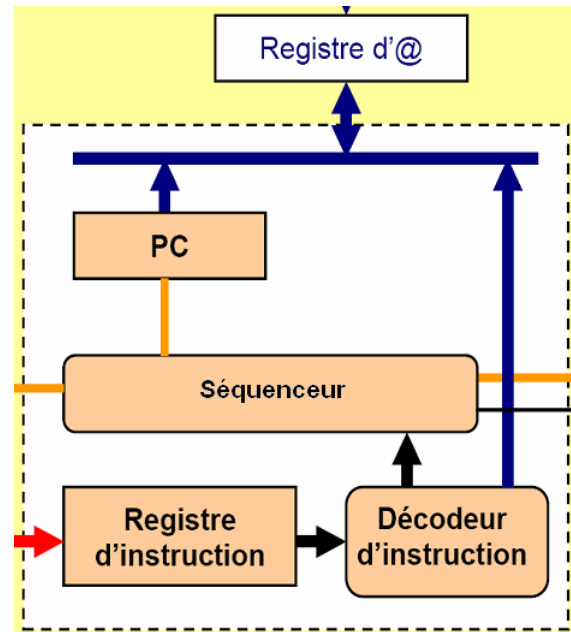 Registre d'@
PC
Séquenceur
Registre
d'instruction
Décodeur
d'instruction